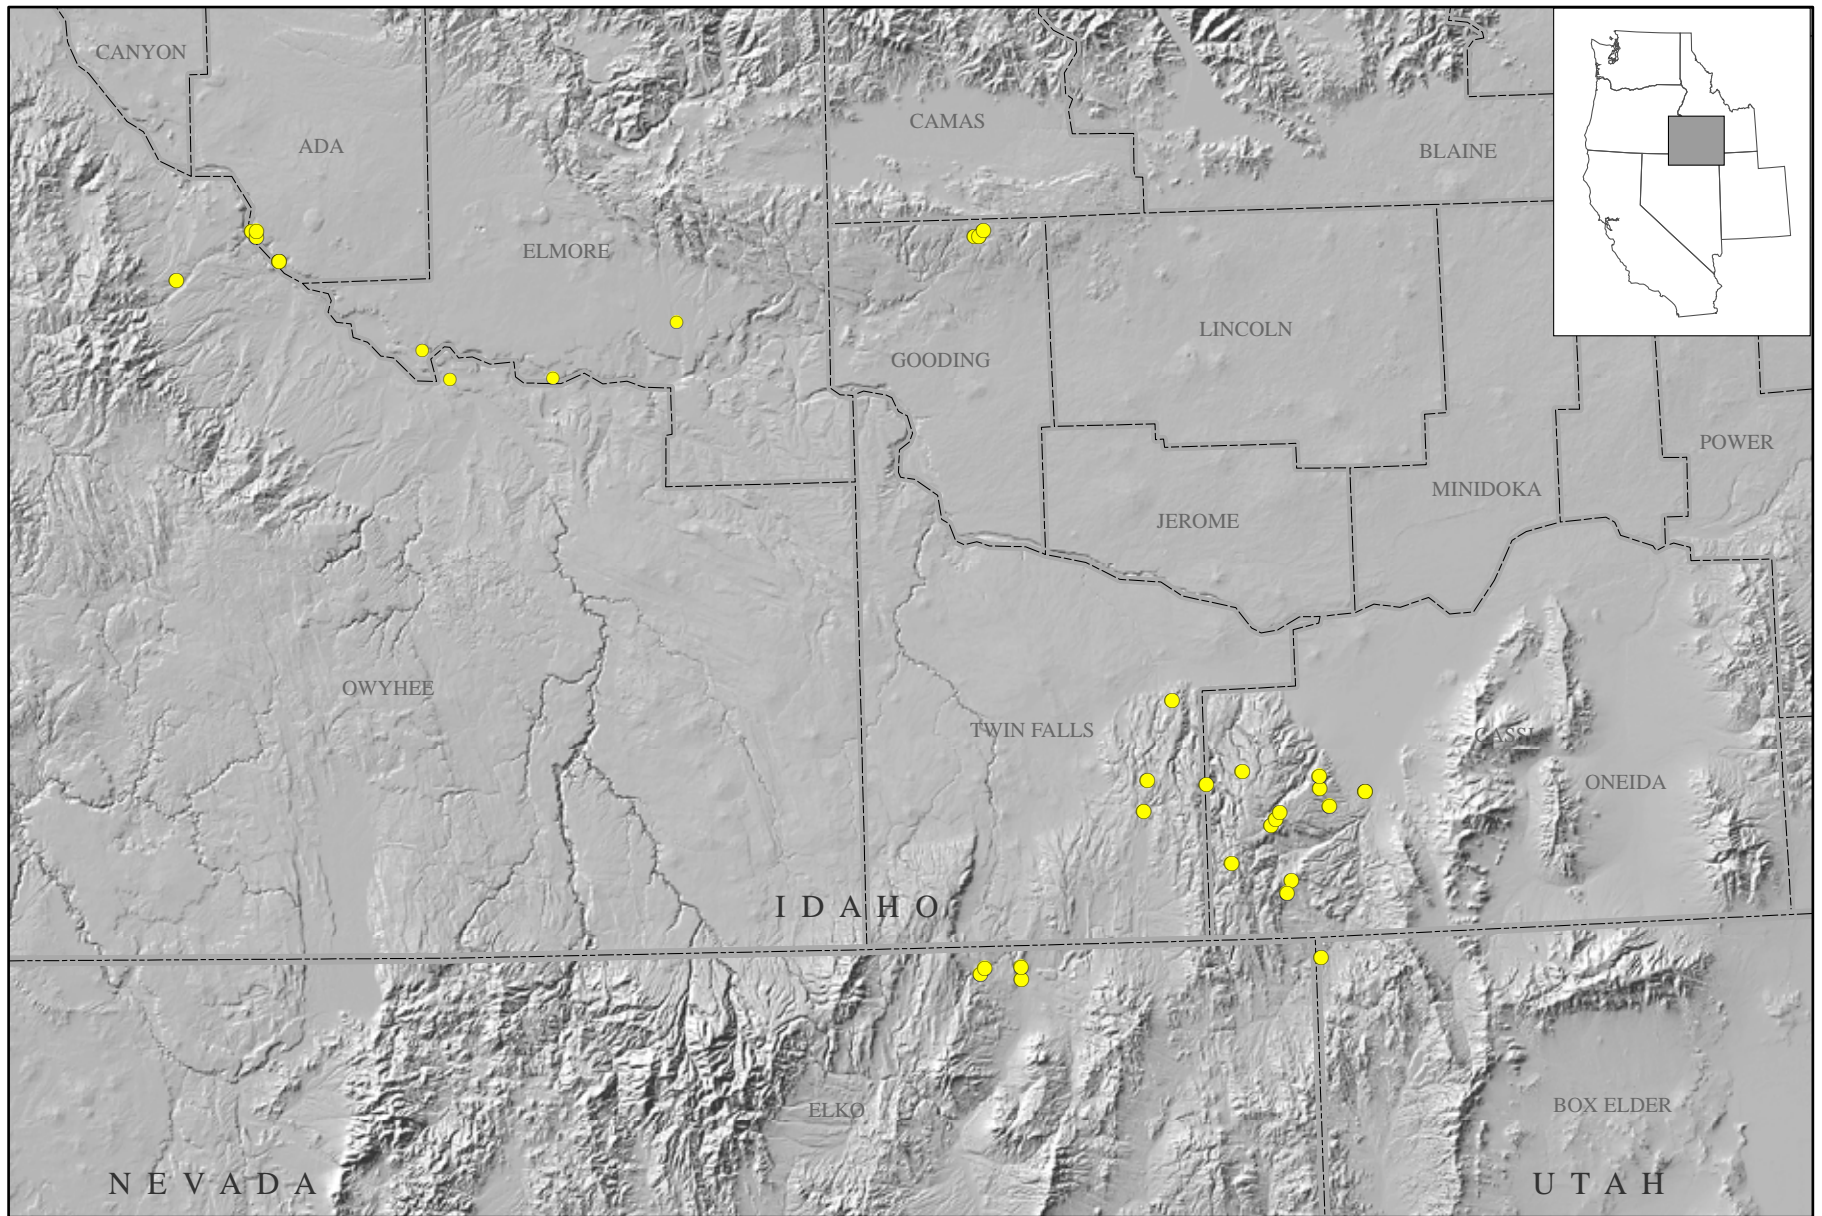 CANYON
ADA
CAMAS
BLAINE
ELMORE
LINCOLN
GOODING
POWER
MINIDOKA
JEROME
OWYHEE
TWIN FALLS
CASSI
ONEIDA
IDAHO
ELKO
BOX ELDER
NEVADA
UTAH